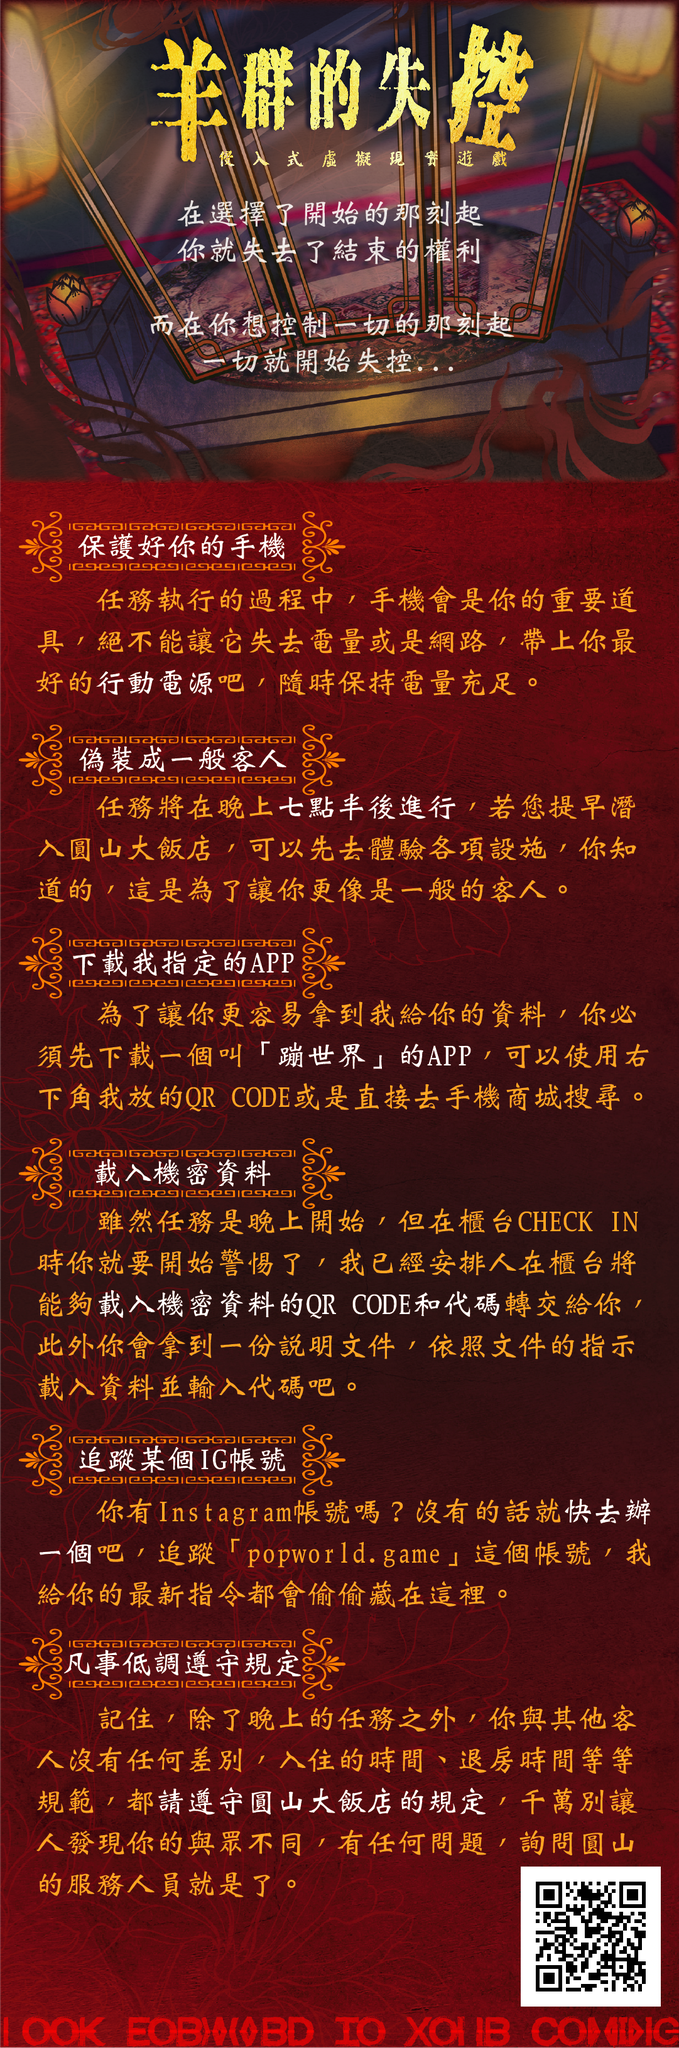 羊群的失控
侵入式虛擬現實遊戲
在選擇了開始的那刻起
你就失去了結束的權利
而在你想控制一切的那刻起
一切就開始失控...
保護好你的手機
任務執行的過程中，手機會是你的重要道
具，絕不能讓它失去電量或是網路，帶上你最
好的行動電源吧，隨時保持電量充足。
偽裝成一般客人
任務將在晚上七點半後進行，若您提早潛
入圓山大飯店，可以先去體驗各項設施，你知
道的，這是為了讓你更像是一般的客人。
下載我指定的APP
為了讓你更容易拿到我給你的資料，你必
須先下載一個叫「蹦世界」的APP，可以使用右
下角我放的QR CODE或是直接去手機商城搜尋。
載入機密資料
雖然任務是晚上開始，但在櫃台CHECK IN
時你就要開始警惕了，我已經安排人在櫃台將
能夠載入機密資料的QR CODE和代碼轉交給你，
此外你會拿到一份說明文件，依照文件的指示
載入資料並輸入代碼吧。
追蹤某個IG帳號
你有Instagram帳號嗎？沒有的話就快去辦
一個吧，追蹤「popworld.game」這個帳號，我
給你的最新指令都會偷偷藏在這裡。
凡事低調遵守規定
記住，除了晚上的任務之外，你與其他客
人沒有任何差別，入住的時間、退房時間等等
規範，都請遵守圓山大飯店的規定，千萬別讓
人發現你的與眾不同，有任何問題，詢問圓山
的服務人員就是了。